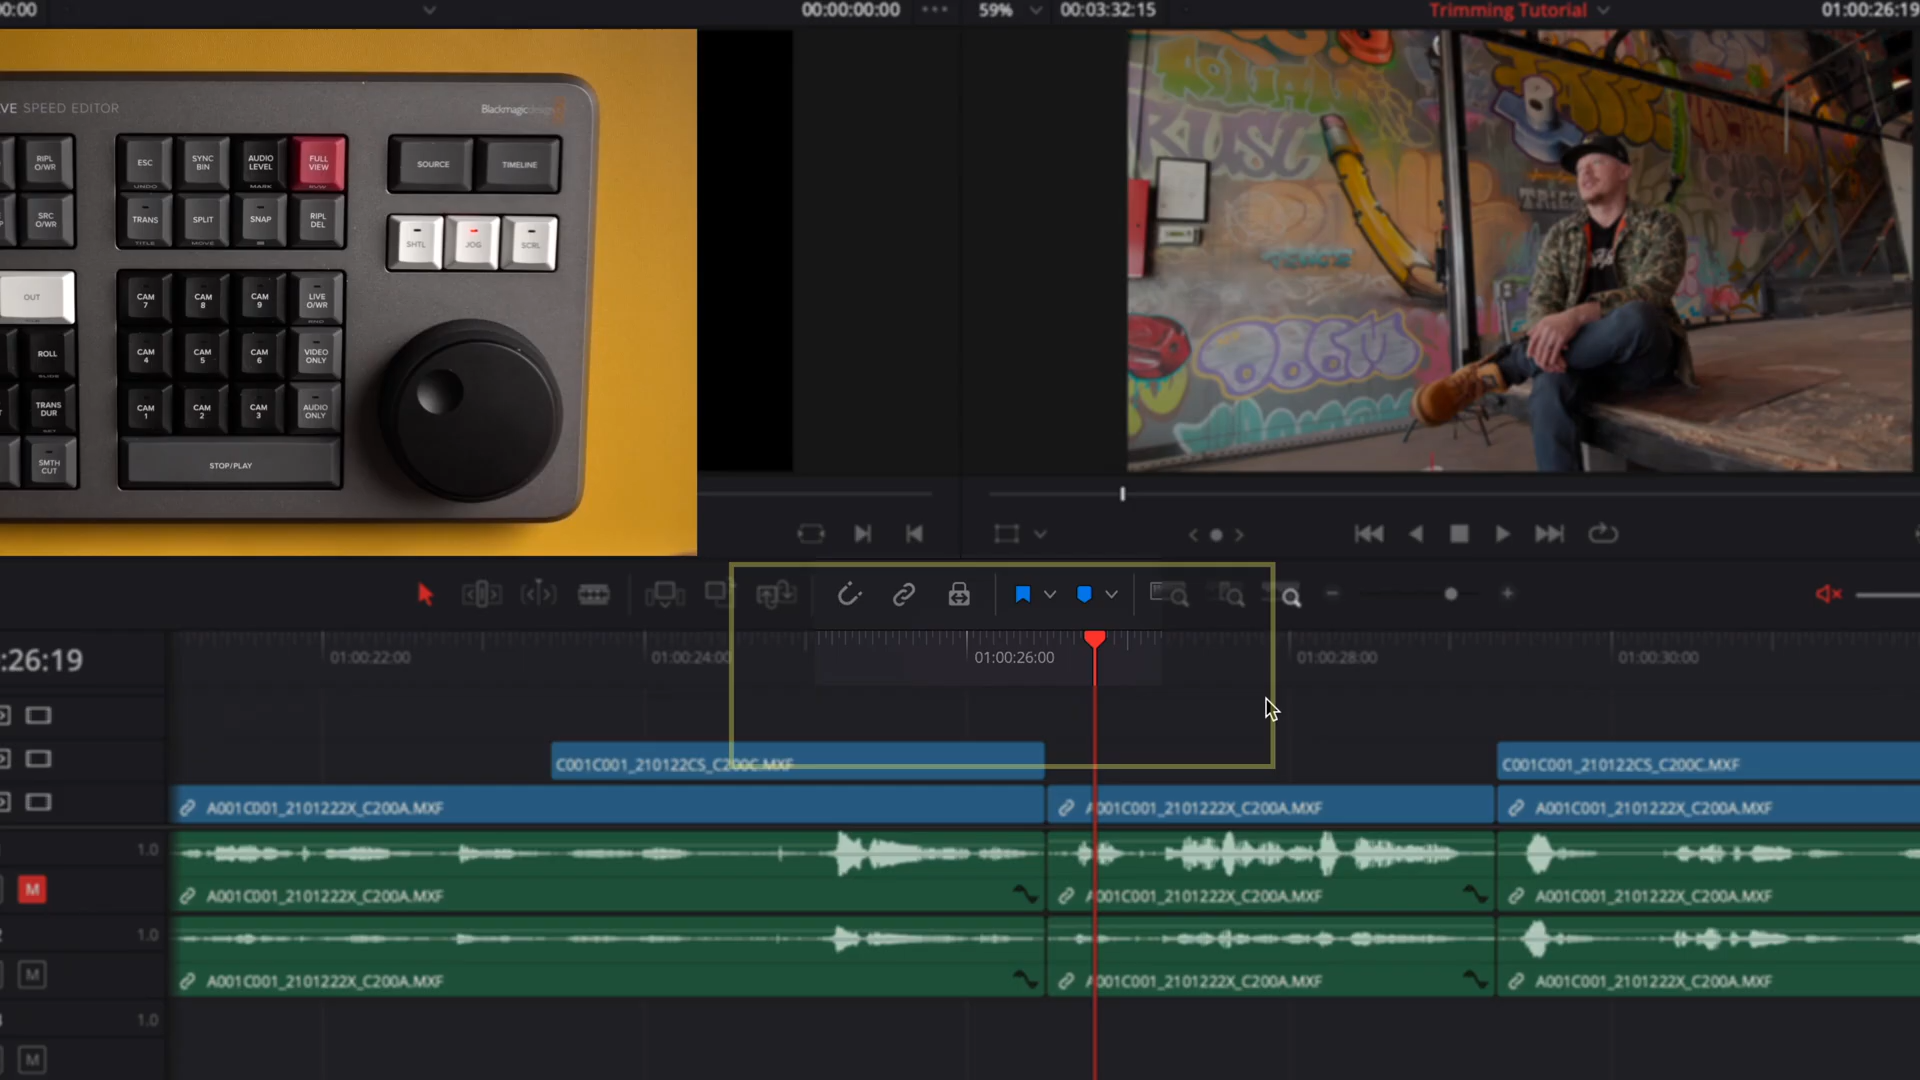 00:00:00:00
59%
00:03:32:15
Trimming Tutorial
01:00:26:19
VE SPEED EDITOR
Blackmagicdesign
RIPL O/WR
ESC
SYNC BIN
AUDIO LEVEL
FULL VIEW
SOURCE
TIMELINE
UNDO
MARK
SRC O/WR
TRANS
SPLIT
SNAP
RIPL DEL
SHTL
JOG
SCRL
TITLE
MOVE
OUT
CAM 7
CAM 8
CAM 9
LIVE O/WR
ROLL
CAM 4
CAM 5
CAM 6
VIDEO ONLY
TRANS DUR
CAM 1
CAM 2
CAM 3
AUDIO ONLY
SMTH CUT
STOP/PLAY
DOOM
:26:19
01:00:22:00
01:00:24:00
01:00:26:00
01:00:28:00
01:00:30:00
C001C001_210122CS_C200C.MXF
C001C001_210122CS_C200C.MXF
A001C001_2101222X_C200A.MXF
A001C001_2101222X_C200A.MXF
A001C001_2101222X_C200A.MXF
1.0
M
A001C001_2101222X_C200A.MXF
A001C001_2101222X_C200A.MXF
A001C001_2101222X_C200A.MXF
1.0
M
A001C001_2101222X_C200A.MXF
A001C001_2101222X_C200A.MXF
A001C001_2101222X_C200A.MXF
1.0
M